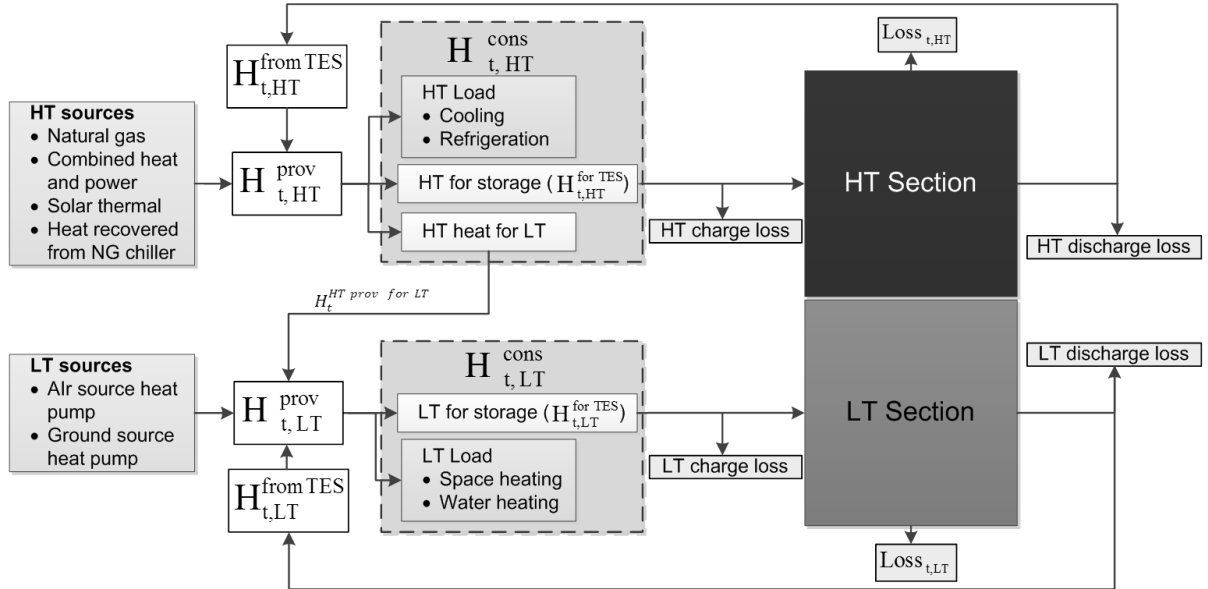 Loss t,HT
H from TES t,HT
H cons t, HT
HT sources
• Natural gas
• Combined heat
and power
• Solar thermal
• Heat recovered
from NG chiller
H prov t, HT
HT Load
• Cooling
• Refrigeration
HT for storage (H for TES t,HT)
HT heat for LT
HT charge loss
HT Section
HT discharge loss
H t HT prov for LT
LT sources
• AIr source heat
pump
• Ground source
heat pump
H prov t, LT
H from TES t,LT
H cons t, LT
LT for storage (H for TES t,LT)
LT Load
• Space heating
• Water heating
LT charge loss
LT Section
LT discharge loss
Loss t,LT